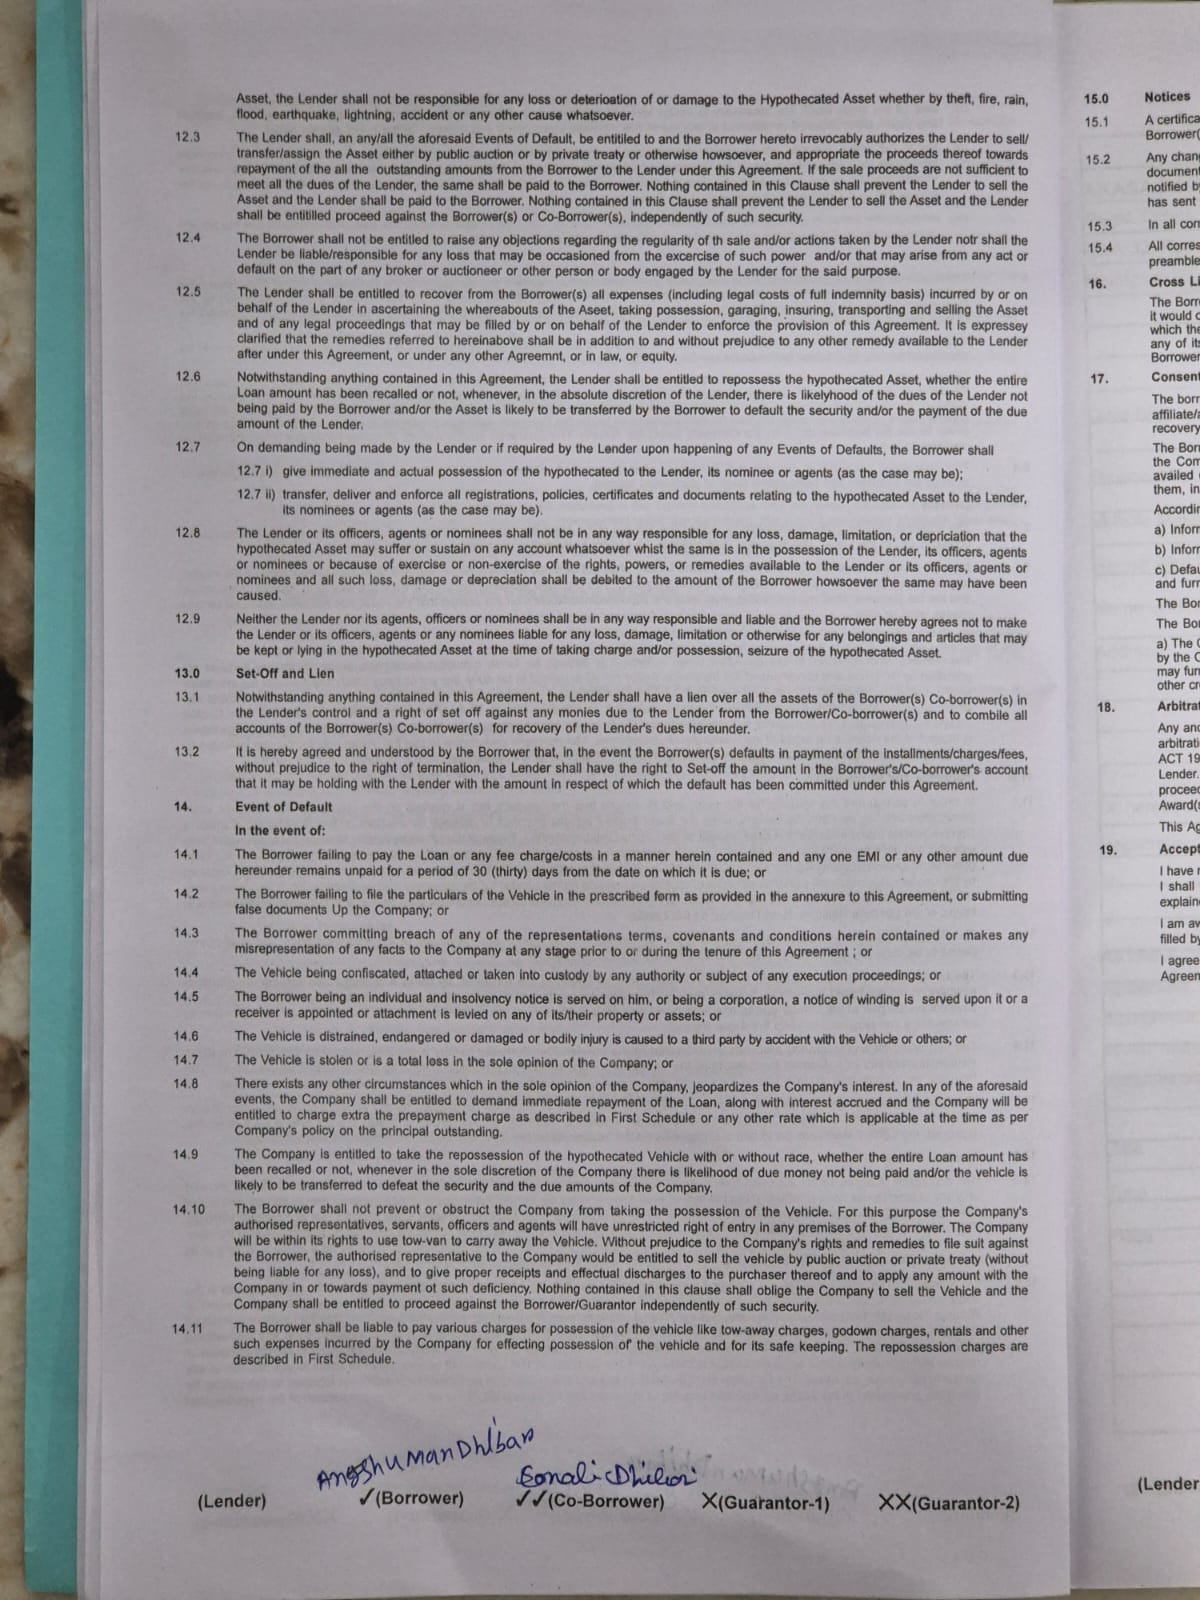 Asset, the Lender shall not be responsible for any loss or deterioation of or damage to the Hypothecated Asset whether by theft, fire, rain,
flood, earthquake, lightning, accident or any other cause whatsoever.
12.3 The Lender shall, an any/all the aforesaid Events of Default, be entitiled to and the Borrower hereto irrevocably authorizes the Lender to sell/
transfer/assign the Asset either by public auction or by private treaty or otherwise howsoever, and appropriate the proceeds thereof towards
repayment of the all the outstanding amounts from the Borrower to the Lender under this Agreement. If the sale proceeds are not sufficient to
meet all the dues of the Lender, the same shall be paid to the Borrower. Nothing contained in this Clause shall prevent the Lender to sell the
Asset and the Lender shall be paid to the Borrower. Nothing contained in this Clause shall prevent the Lender to sell the Asset and the Lender
shall be entitilled proceed against the Borrower(s) or Co-Borrower(s), independently of such security.
12.4 The Borrower shall not be entitled to raise any objections regarding the regularity of th sale and/or actions taken by the Lender notr shall the
Lender be liable/responsible for any loss that may be occasioned from the excercise of such power and/or that may arise from any act or
default on the part of any broker or auctioneer or other person or body engaged by the Lender for the said purpose.
12.5 The Lender shall be entitled to recover from the Borrower(s) all expenses (including legal costs of full indemnity basis) incurred by or on
behalf of the Lender in ascertaining the whereabouts of the Aseet, taking possession, garaging, insuring, transporting and selling the Asset
and of any legal proceedings that may be filled by or on behalf of the Lender to enforce the provision of this Agreement. It is expressey
clarified that the remedies referred to hereinabove shall be in addition to and without prejudice to any other remedy available to the Lender
after under this Agreement, or under any other Agreemnt, or in law, or equity.
12.6 Notwithstanding anything contained in this Agreement, the Lender shall be entitled to repossess the hypothecated Asset, whether the entire
Loan amount has been recalled or not, whenever, in the absolute discretion of the Lender, there is likelyhood of the dues of the Lender not
being paid by the Borrower and/or the Asset is likely to be transferred by the Borrower to default the security and/or the payment of the due
amount of the Lender.
12.7 On demanding being made by the Lender or if required by the Lender upon happening of any Events of Defaults, the Borrower shall
12.7 i) give immediate and actual possession of the hypothecated to the Lender, its nominee or agents (as the case may be);
12.7 ii) transfer, deliver and enforce all registrations, policies, certificates and documents relating to the hypothecated Asset to the Lender,
its nominees or agents (as the case may be).
12.8 The Lender or its officers, agents or nominees shall not be in any way responsible for any loss, damage, limitation, or depriciation that the
hypothecated Asset may suffer or sustain on any account whatsoever whist the same is in the possession of the Lender, its officers, agents
or nominees or because of exercise or non-exercise of the rights, powers, or remedies available to the Lender or its officers, agents or
nominees and all such loss, damage or depreciation shall be debited to the amount of the Borrower howsoever the same may have been
caused.
12.9 Neither the Lender nor its agents, officers or nominees shall be in any way responsible and liable and the Borrower hereby agrees not to make
the Lender or its officers, agents or any nominees liable for any loss, damage, limitation or otherwise for any belongings and articles that may
be kept or lying in the hypothecated Asset at the time of taking charge and/or possession, seizure of the hypothecated Asset.
13.0 Set-Off and Lien
13.1 Notwithstanding anything contained in this Agreement, the Lender shall have a lien over all the assets of the Borrower(s) Co-borrower(s) in
the Lender's control and a right of set off against any monies due to the Lender from the Borrower/Co-borrower(s) and to combile all
accounts of the Borrower(s) Co-borrower(s) for recovery of the Lender's dues hereunder.
13.2 It is hereby agreed and understood by the Borrower that, in the event the Borrower(s) defaults in payment of the installments/charges/fees,
without prejudice to the right of termination, the Lender shall have the right to Set-off the amount in the Borrower's/Co-borrower's account
that it may be holding with the Lender with the amount in respect of which the default has been committed under this Agreement.
14. Event of Default
In the event of:
14.1 The Borrower failing to pay the Loan or any fee charge/costs in a manner herein contained and any one EMI or any other amount due
hereunder remains unpaid for a period of 30 (thirty) days from the date on which it is due; or
14.2 The Borrower failing to file the particulars of the Vehicle in the prescribed form as provided in the annexure to this Agreement, or submitting
false documents Up the Company; or
14.3 The Borrower committing breach of any of the representations terms, covenants and conditions herein contained or makes any
misrepresentation of any facts to the Company at any stage prior to or during the tenure of this Agreement ; or
14.4 The Vehicle being confiscated, attached or taken into custody by any authority or subject of any execution proceedings; or
14.5 The Borrower being an individual and insolvency notice is served on him, or being a corporation, a notice of winding is served upon it or a
receiver is appointed or attachment is levied on any of its/their property or assets; or
14.6 The Vehicle is distrained, endangered or damaged or bodily injury is caused to a third party by accident with the Vehicle or others; or
14.7 The Vehicle is stolen or is a total loss in the sole opinion of the Company; or
14.8 There exists any other circumstances which in the sole opinion of the Company, jeopardizes the Company's interest. In any of the aforesaid
events, the Company shall be entitled to demand immediate repayment of the Loan, along with interest accrued and the Company will be
entitled to charge extra the prepayment charge as described in First Schedule or any other rate which is applicable at the time as per
Company's policy on the principal outstanding.
14.9 The Company is entitled to take the repossession of the hypothecated Vehicle with or without race, whether the entire Loan amount has
been recalled or not, whenever in the sole discretion of the Company there is likelihood of due money not being paid and/or the vehicle is
likely to be transferred to defeat the security and the due amounts of the Company.
14.10 The Borrower shall not prevent or obstruct the Company from taking the possession of the Vehicle. For this purpose the Company's
authorised representatives, servants, officers and agents will have unrestricted right of entry in any premises of the Borrower. The Company
will be within its rights to use tow-van to carry away the Vehicle. Without prejudice to the Company's rights and remedies to file suit against
the Borrower, the authorised representative to the Company would be entitled to sell the vehicle by public auction or private treaty (without
being liable for any loss), and to give proper receipts and effectual discharges to the purchaser thereof and to apply any amount with the
Company in or towards payment ot such deficiency. Nothing contained in this clause shall oblige the Company to sell the Vehicle and the
Company shall be entitled to proceed against the Borrower/Guarantor independently of such security.
14.11 The Borrower shall be liable to pay various charges for possession of the vehicle like tow-away charges, godown charges, rentals and other
such expenses incurred by the Company for effecting possession of the vehicle and for its safe keeping. The repossession charges are
described in First Schedule.
Angshuman Dhibar
Sonali Dhibar
(Lender) ✓(Borrower) ✓✓(Co-Borrower) X(Guarantor-1) XX(Guarantor-2)
15.0 Notices
15.1 A certifica
Borrower(
15.2 Any chan
document
notified b
has sent
15.3 In all cor
15.4 All corres
preamble
16. Cross Li
The Borr
it would c
which the
any of it
Borrower
17. Consent
The borr
affiliate/
recovery
The Bor
the Com
availed
them, in
Accordin
a) Inforr
b) Inforr
c) Defau
and furr
The Bor
The Bor
a) The C
by the C
may fur
other cr
18. Arbitrat
Any and
arbitrati
ACT 19
Lender.
proceed
Award(s
This Ag
19. Accept
I have r
I shall
explain
I am aw
filled by
I agree
Agreen
(Lender